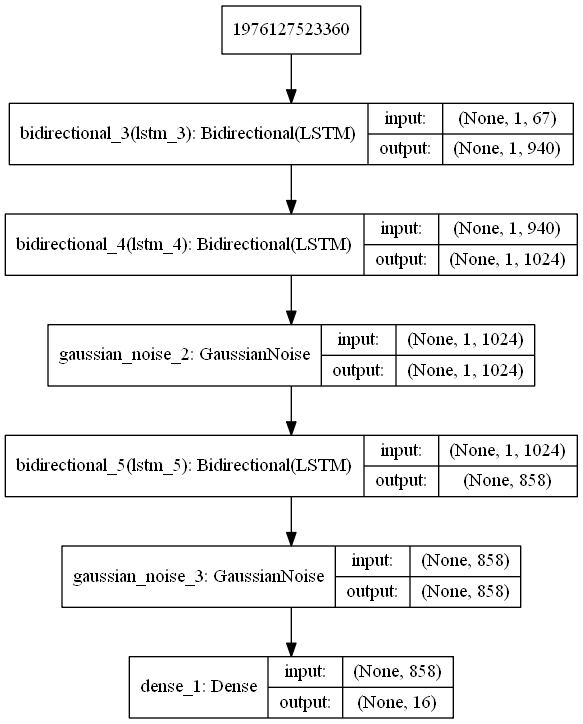 1976127523360
bidirectional_3(lstm_3): Bidirectional(LSTM)
input: (None, 1, 67)
output: (None, 1, 940)
bidirectional_4(lstm_4): Bidirectional(LSTM)
input: (None, 1, 940)
output: (None, 1, 1024)
gaussian_noise_2: GaussianNoise
input: (None, 1, 1024)
output: (None, 1, 1024)
bidirectional_5(lstm_5): Bidirectional(LSTM)
input: (None, 1, 1024)
output: (None, 858)
gaussian_noise_3: GaussianNoise
input: (None, 858)
output: (None, 858)
dense_1: Dense
input: (None, 858)
output: (None, 16)